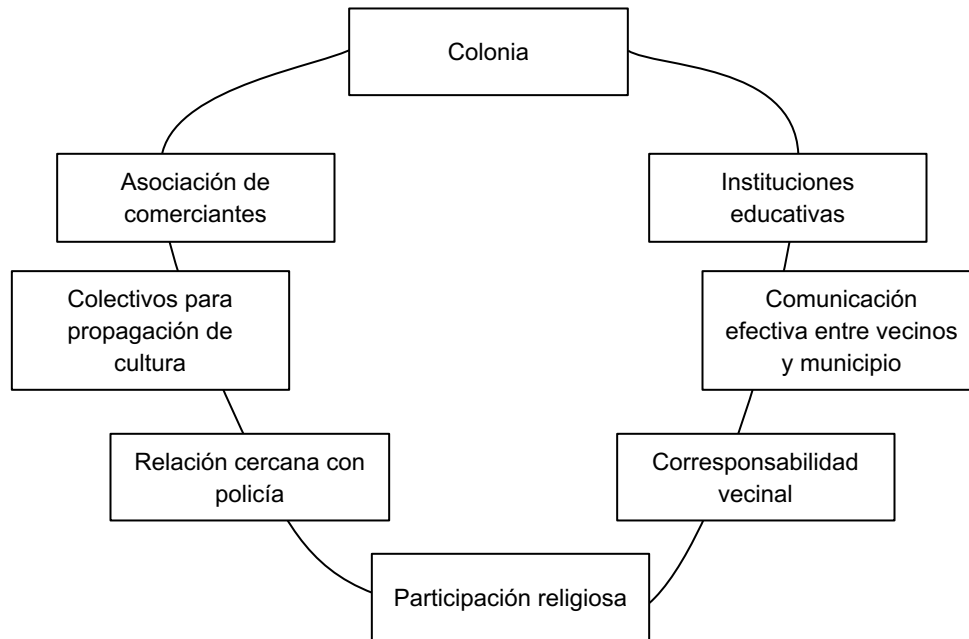 Colonia
Asociación de
comerciantes
Instituciones
educativas
Colectivos para
propagación de
cultura
Comunicación
efectiva entre vecinos
y municipio
Relación cercana con
policía
Corresponsabilidad
vecinal
Participación religiosa